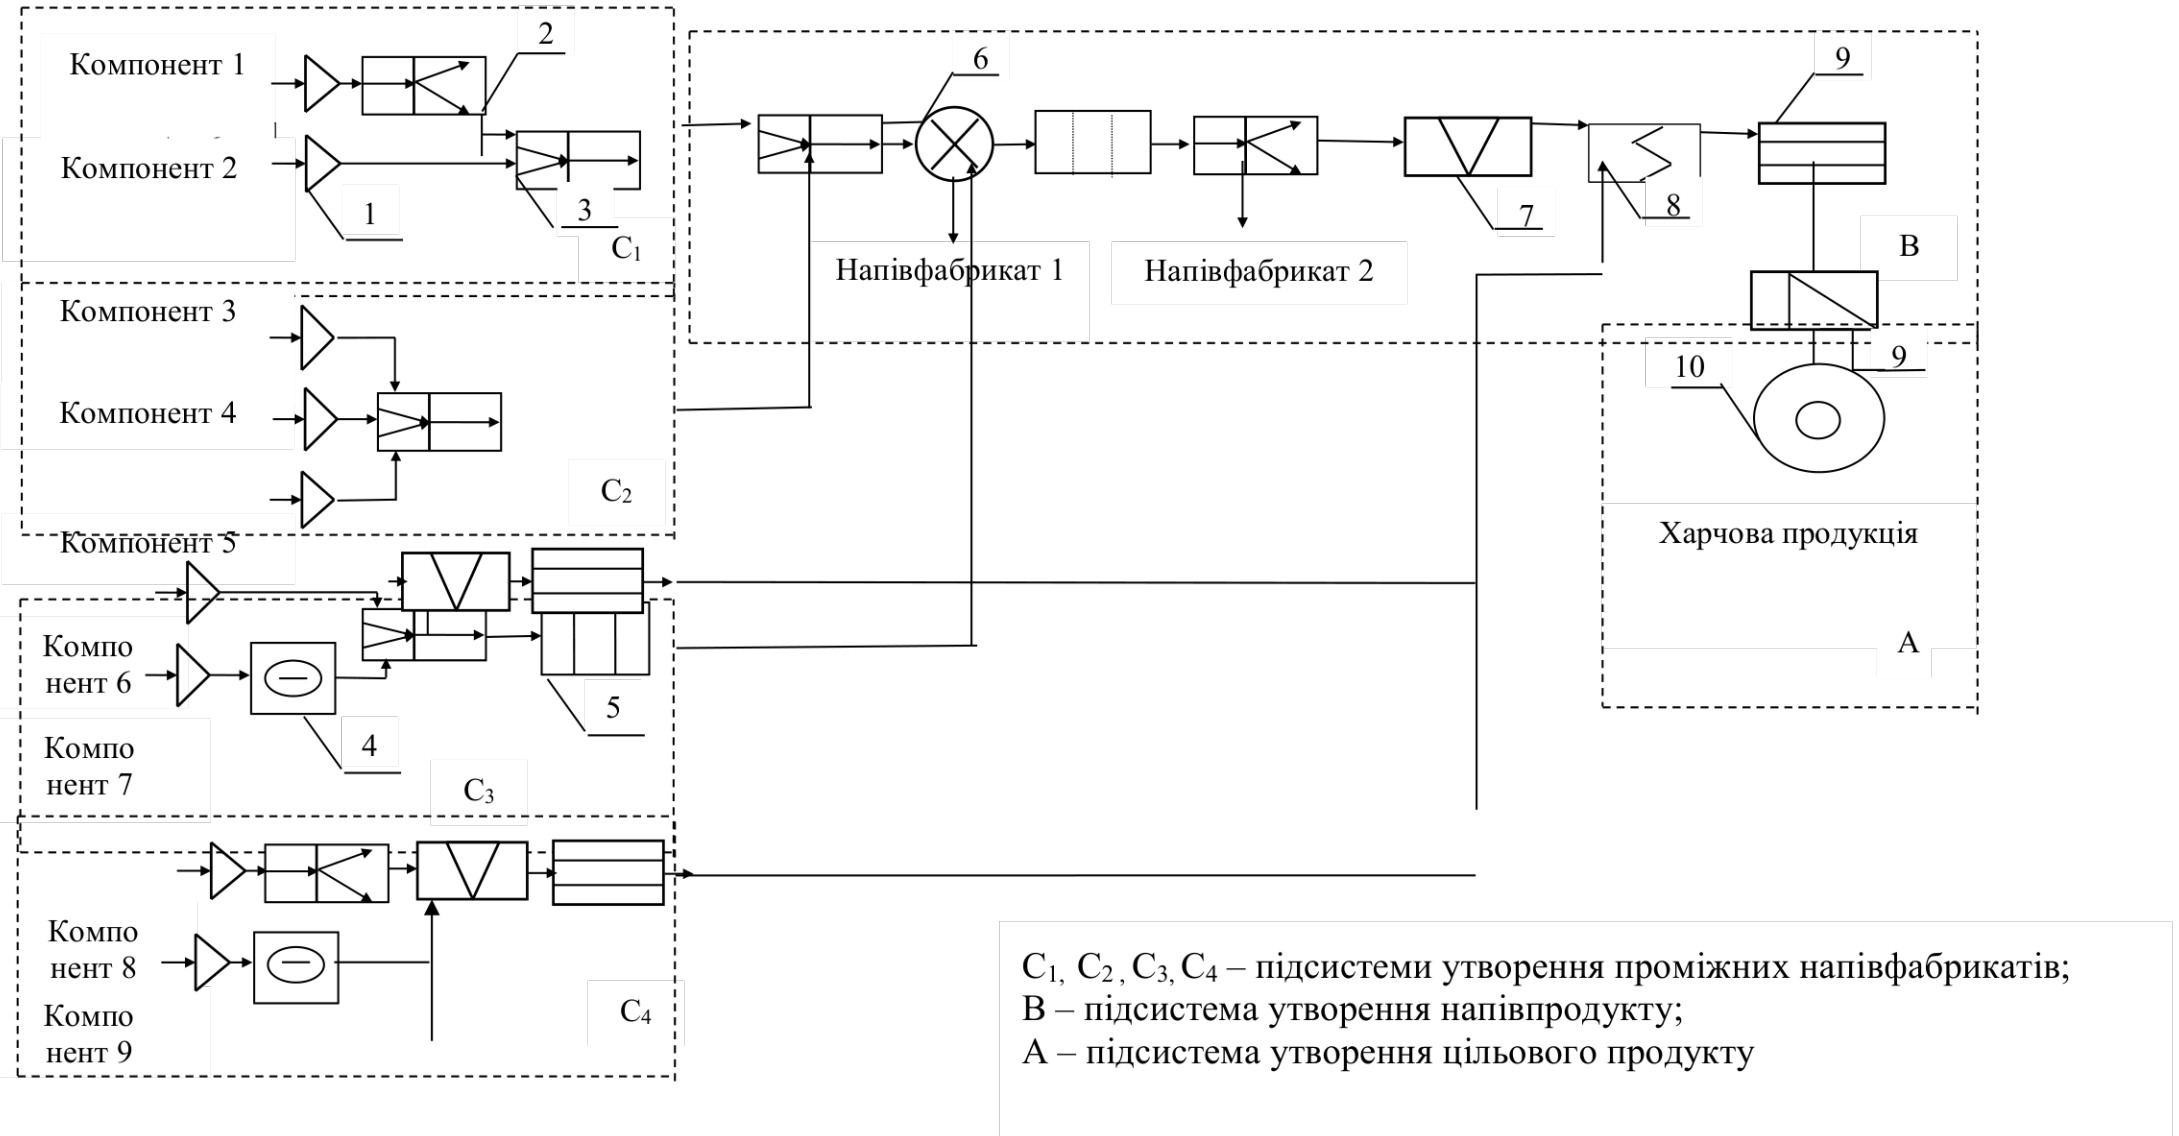 Компонент 1
2
Компонент 2
1
3
C₁
6
9
7
8
Напівфабрикат 1
Напівфабрикат 2
В
Компонент 3
Компонент 4
C₂
Компонент 5
10
9
Харчова продукція
А
Компо
нент 6
5
4
Компо
нент 7
C₃
Компо
нент 8
Компо
нент 9
C₄
C₁, C₂ , C₃, C₄ – підсистеми утворення проміжних напівфабрикатів;
В – підсистема утворення напівпродукту;
А – підсистема утворення цільового продукту